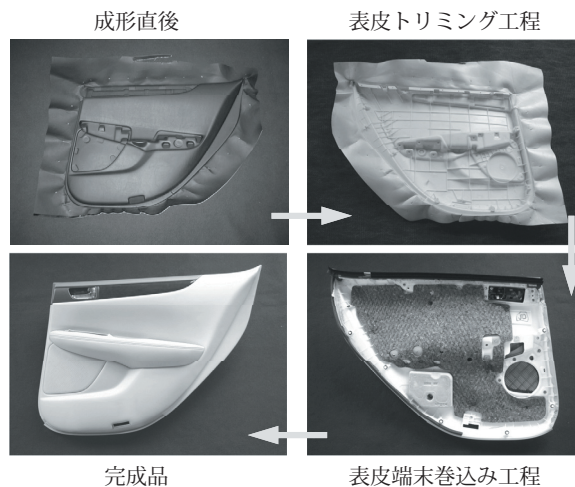 成形直後
表皮トリミング工程
完成品
表皮端末巻込み工程